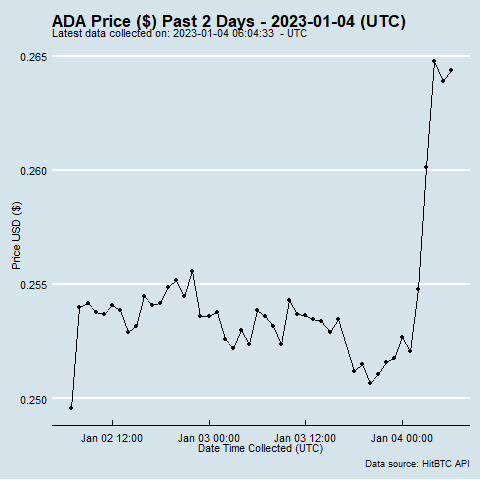 ADA Price ($) Past 2 Days - 2023-01-04 (UTC)
Latest data collected on: 2023-01-04 06:04:33  - UTC
0.265
0.260
0.255
0.250
Price USD ($)
Jan 02 12:00 Jan 03 00:00 Jan 03 12:00 Jan 04 00:00
Date Time Collected (UTC)
Data source: HitBTC API